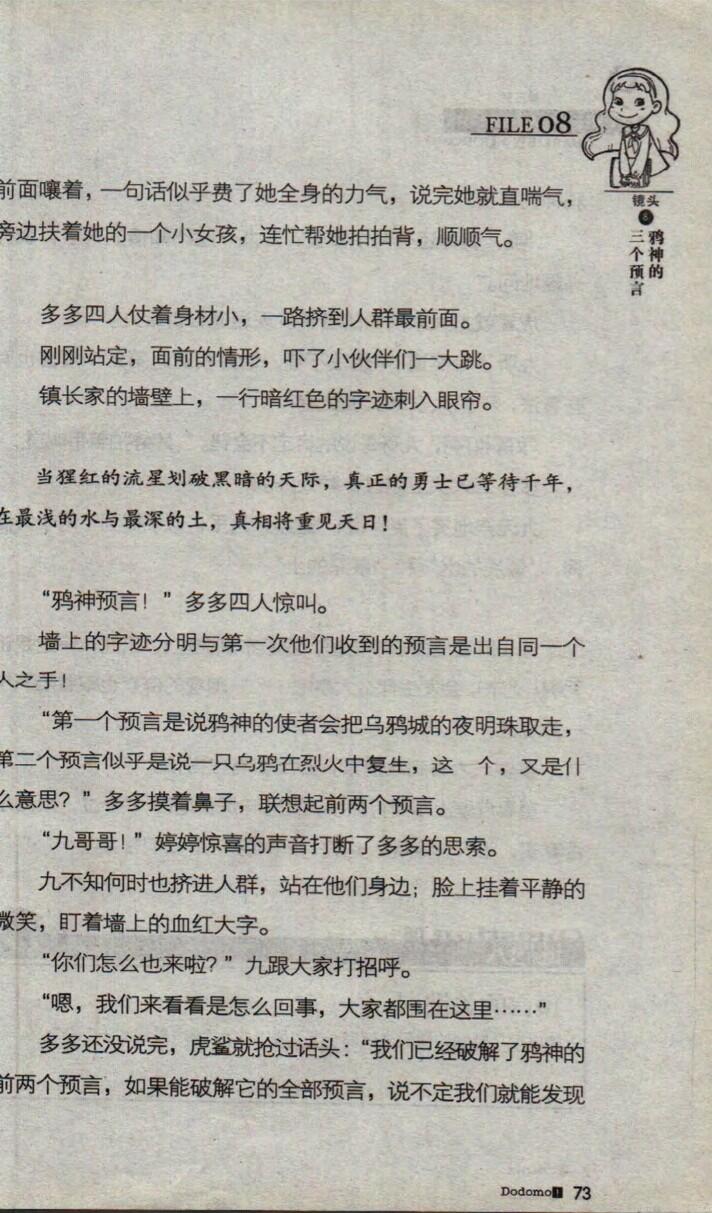 FILE 08
镜头
8
鸦神的
三个预言
前面嚷着，一句话似乎费了她全身的力气，说完她就直喘气，
旁边扶着她的一个小女孩，连忙帮她拍拍背，顺顺气。
多多四人仗着身材小，一路挤到人群最前面。
刚刚站定，面前的情形，吓了小伙伴们一大跳。
镇长家的墙壁上，一行暗红色的字迹刺入眼帘。
当猩红的流星划破黑暗的天际，真正的勇士已等待千年，
在最浅的水与最深的土，真相将重见天日！
“鸦神预言！”多多四人惊叫。
墙上的字迹分明与第一次他们收到的预言是出自同一个
人之手！
“第一个预言是说鸦神的使者会把乌鸦城的夜明珠取走，
第二个预言似乎是说一只乌鸦在烈火中复生，这 个，又是什
么意思？”多多摸着鼻子，联想起前两个预言。
“九哥哥！”婷婷惊喜的声音打断了多多的思索。
九不知何时也挤进人群，站在他们身边；脸上挂着平静的
微笑，盯着墙上的血红大字。
“你们怎么也来啦？”九跟大家打招呼。
“嗯，我们来看看是怎么回事，大家都围在这里……”
多多还没说完，虎鲨就抢过话头：“我们已经破解了鸦神的
前两个预言，如果能破解它的全部预言，说不定我们就能发现
Dodomo1 73